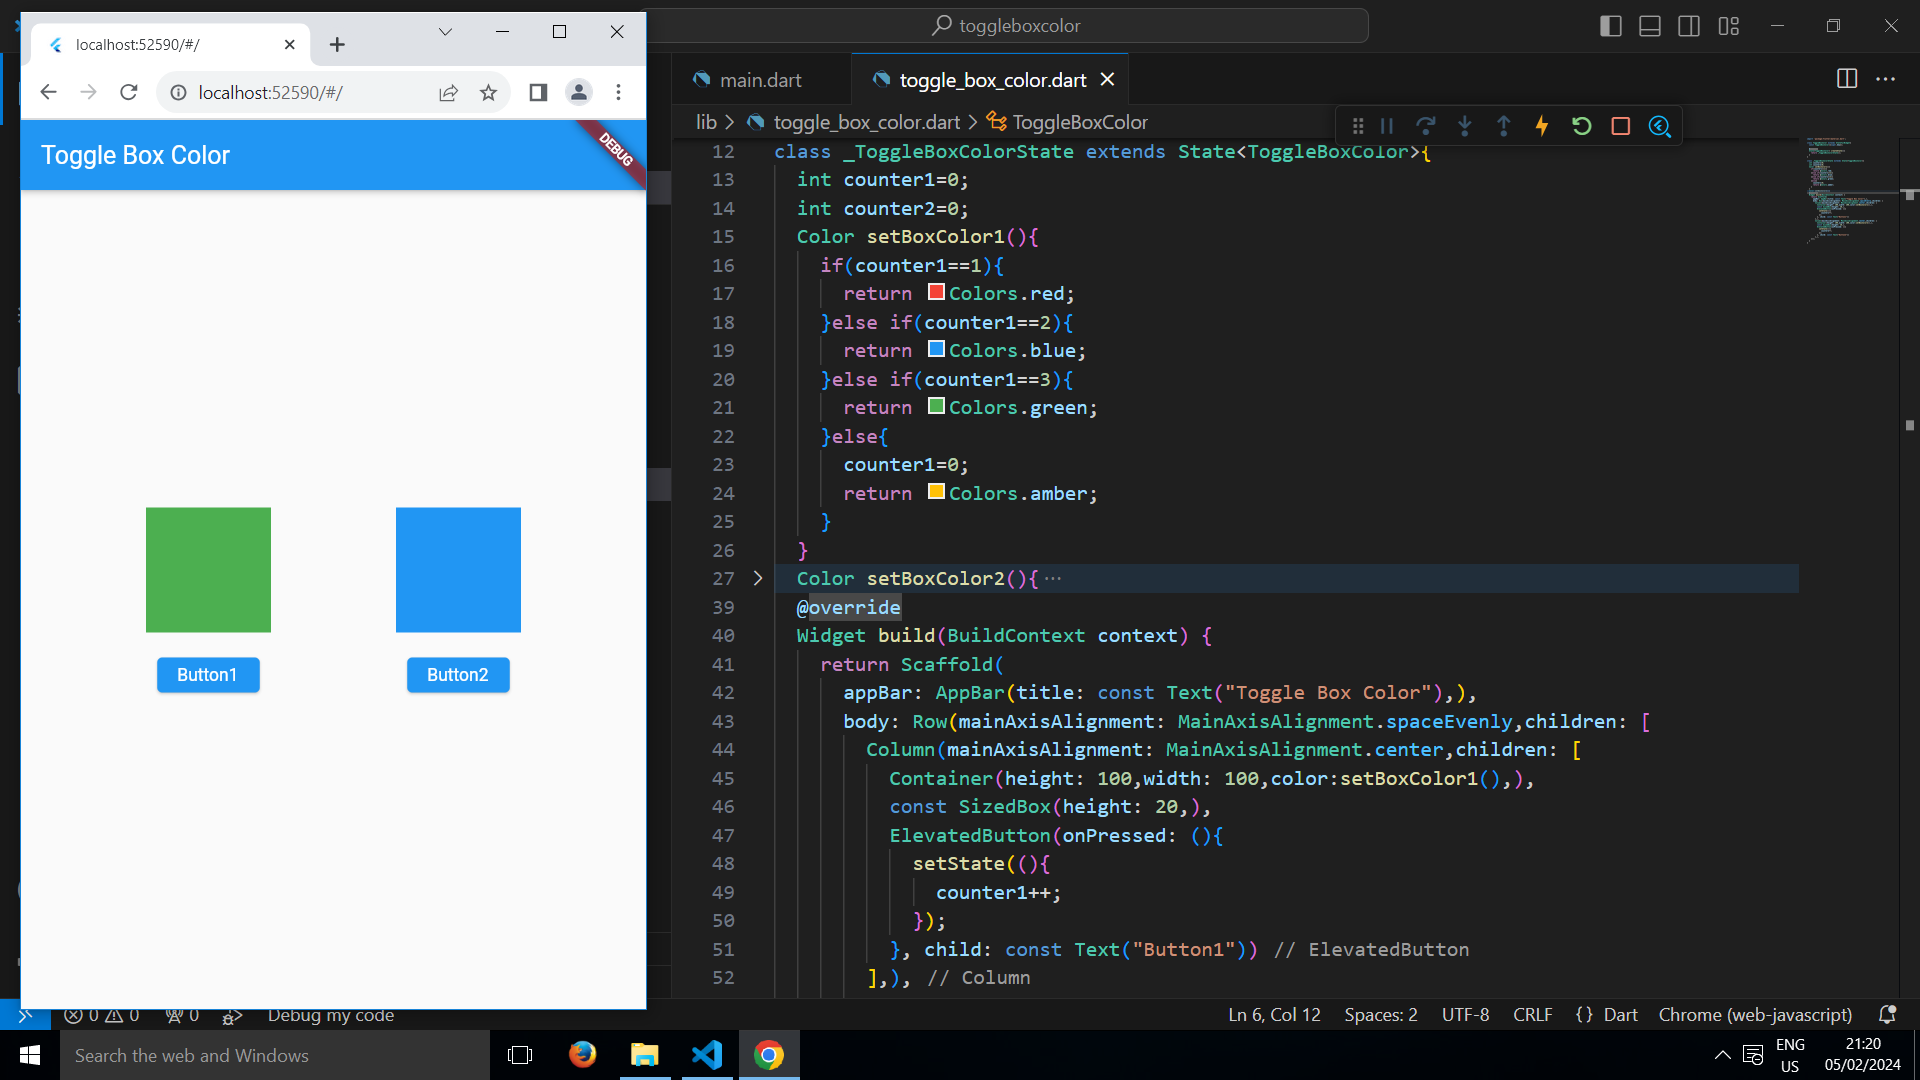 localhost:52590/#/
localhost:52590/#/
Toggle Box Color
DEBUG
Button1
Button2
toggleboxcolor
main.dart
toggle_box_color.dart
lib > toggle_box_color.dart > ToggleBoxColor
12 class _ToggleBoxColorState extends State<ToggleBoxColor>{
13 int counter1=0;
14 int counter2=0;
15 Color setBoxColor1(){
16 if(counter1==1){
17 return Colors.red;
18 }else if(counter1==2){
19 return Colors.blue;
20 }else if(counter1==3){
21 return Colors.green;
22 }else{
23 counter1=0;
24 return Colors.amber;
25 }
26 }
27 Color setBoxColor2(){ ···
39 @override
40 Widget build(BuildContext context) {
41 return Scaffold(
42 appBar: AppBar(title: const Text("Toggle Box Color"),),
43 body: Row(mainAxisAlignment: MainAxisAlignment.spaceEvenly,children: [
44 Column(mainAxisAlignment: MainAxisAlignment.center,children: [
45 Container(height: 100,width: 100,color:setBoxColor1(),),
46 const SizedBox(height: 20,),
47 ElevatedButton(onPressed: (){
48 setState((){
49 counter1++;
50 });
51 }, child: const Text("Button1")) // ElevatedButton
52 ],), // Column
0 0 0 Debug my code
Ln 6, Col 12 Spaces: 2 UTF-8 CRLF {} Dart Chrome (web-javascript)
Search the web and Windows
ENG
US
21:20
05/02/2024